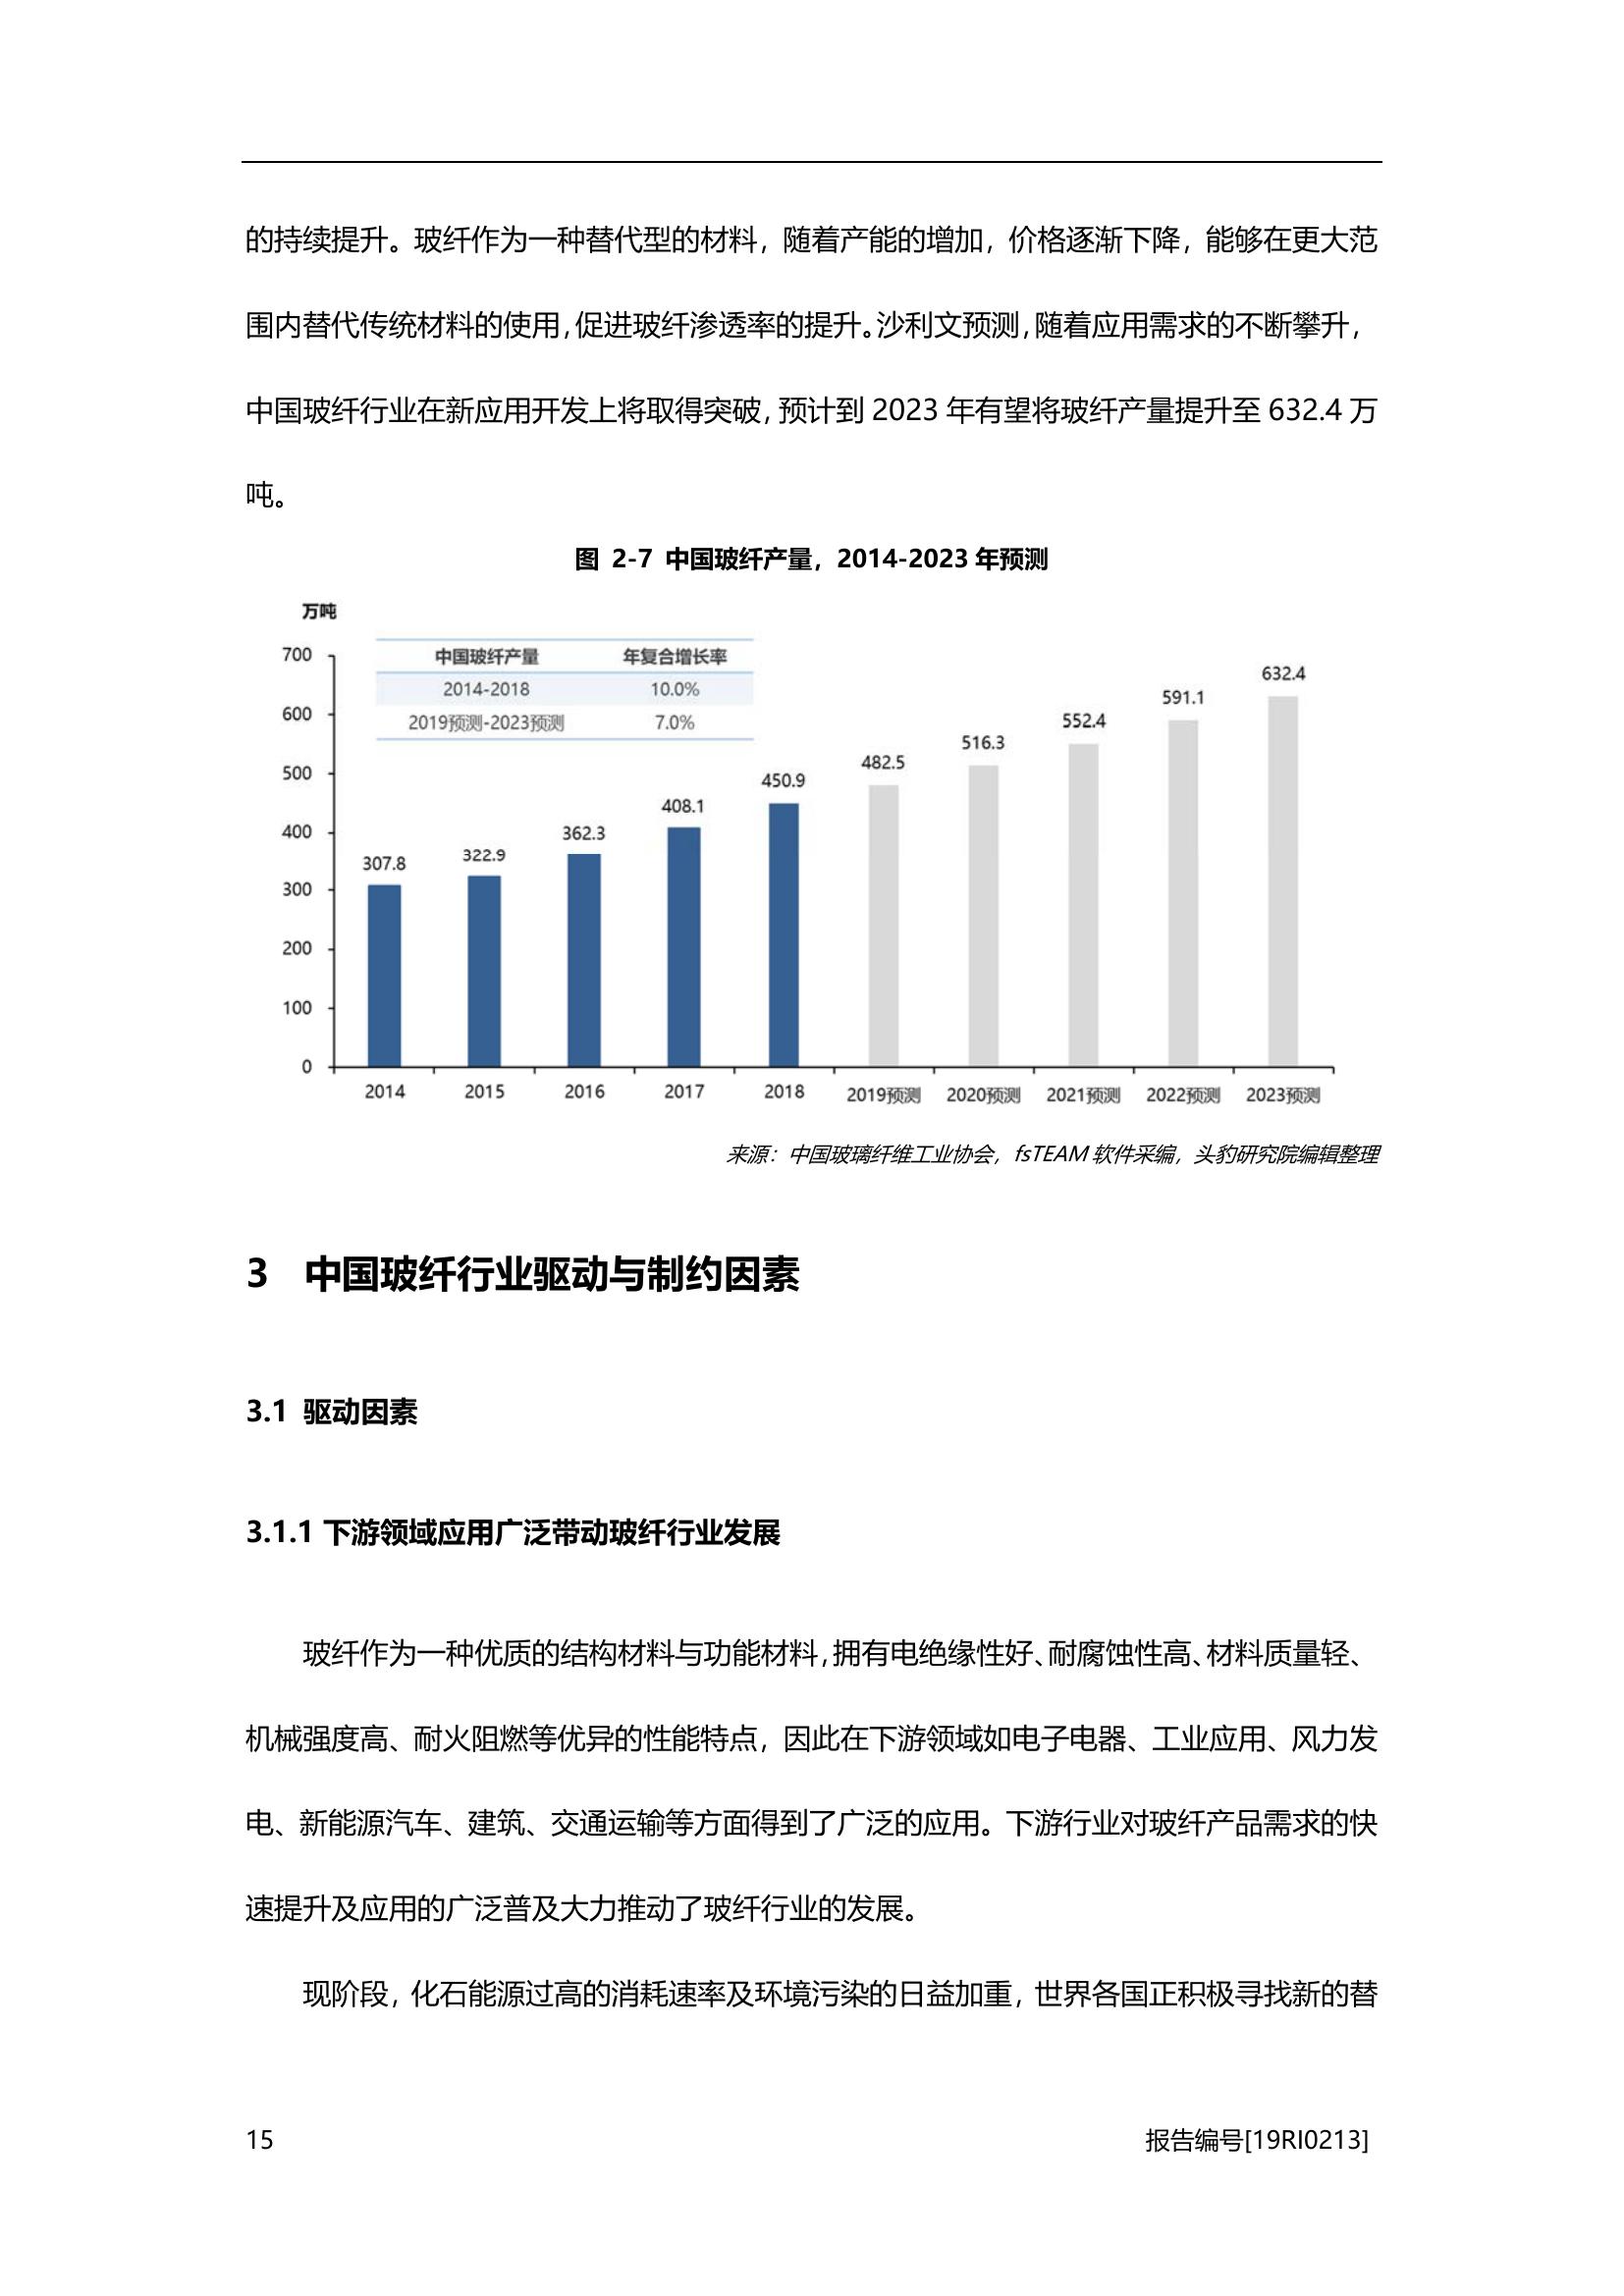 的持续提升。玻纤作为一种替代型的材料，随着产能的增加，价格逐渐下降，能够在更大范
围内替代传统材料的使用，促进玻纤渗透率的提升。沙利文预测，随着应用需求的不断攀升，
中国玻纤行业在新应用开发上将取得突破，预计到 2023 年有望将玻纤产量提升至 632.4 万
吨。
图 2-7 中国玻纤产量，2014-2023 年预测
万吨
中国玻纤产量 年复合增长率
2014-2018 10.0%
2019预测-2023预测 7.0%
700
600
500
400
300
200
100
0
307.8
322.9
362.3
408.1
450.9
482.5
516.3
552.4
591.1
632.4
2014 2015 2016 2017 2018 2019预测 2020预测 2021预测 2022预测 2023预测
来源：中国玻璃纤维工业协会，fsTEAM 软件采编，头豹研究院编辑整理
3 中国玻纤行业驱动与制约因素
3.1 驱动因素
3.1.1 下游领域应用广泛带动玻纤行业发展
玻纤作为一种优质的结构材料与功能材料，拥有电绝缘性好、耐腐蚀性高、材料质量轻、
机械强度高、耐火阻燃等优异的性能特点，因此在下游领域如电子电器、工业应用、风力发
电、新能源汽车、建筑、交通运输等方面得到了广泛的应用。下游行业对玻纤产品需求的快
速提升及应用的广泛普及大力推动了玻纤行业的发展。
现阶段，化石能源过高的消耗速率及环境污染的日益加重，世界各国正积极寻找新的替
15 报告编号[19RI0213]